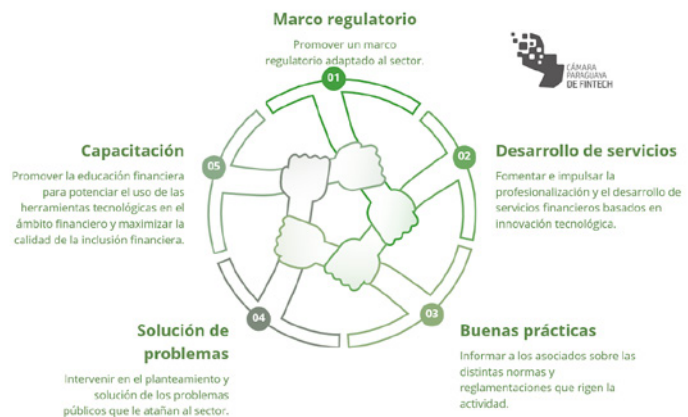 Marco regulatorio
Promover un marco
regulatorio adaptado al sector.
01
CÁMARA
PARAGUAYA
DE FINTECH
02
Desarrollo de servicios
Fomentar e impulsar la
profesionalización y el desarrollo de
servicios financieros basados en
innovación tecnológica.
03
Buenas prácticas
Informar a los asociados sobre las
distintas normas y
reglamentaciones que rigen la
actividad.
04
Solución de
problemas
Intervenir en el planteamiento y
solución de los problemas
públicos que le atañan al sector.
05
Capacitación
Promover la educación financiera
para potenciar el uso de las
herramientas tecnológicas en el
ámbito financiero y maximizar la
calidad de la inclusión financiera.